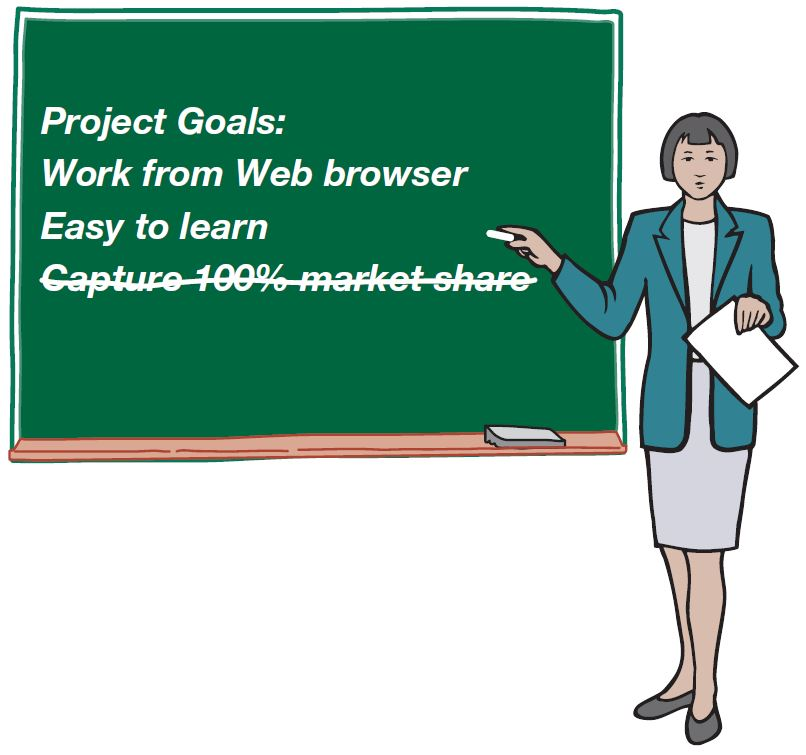 Project Goals:
Work from Web browser
Easy to learn
Capture 100% market share